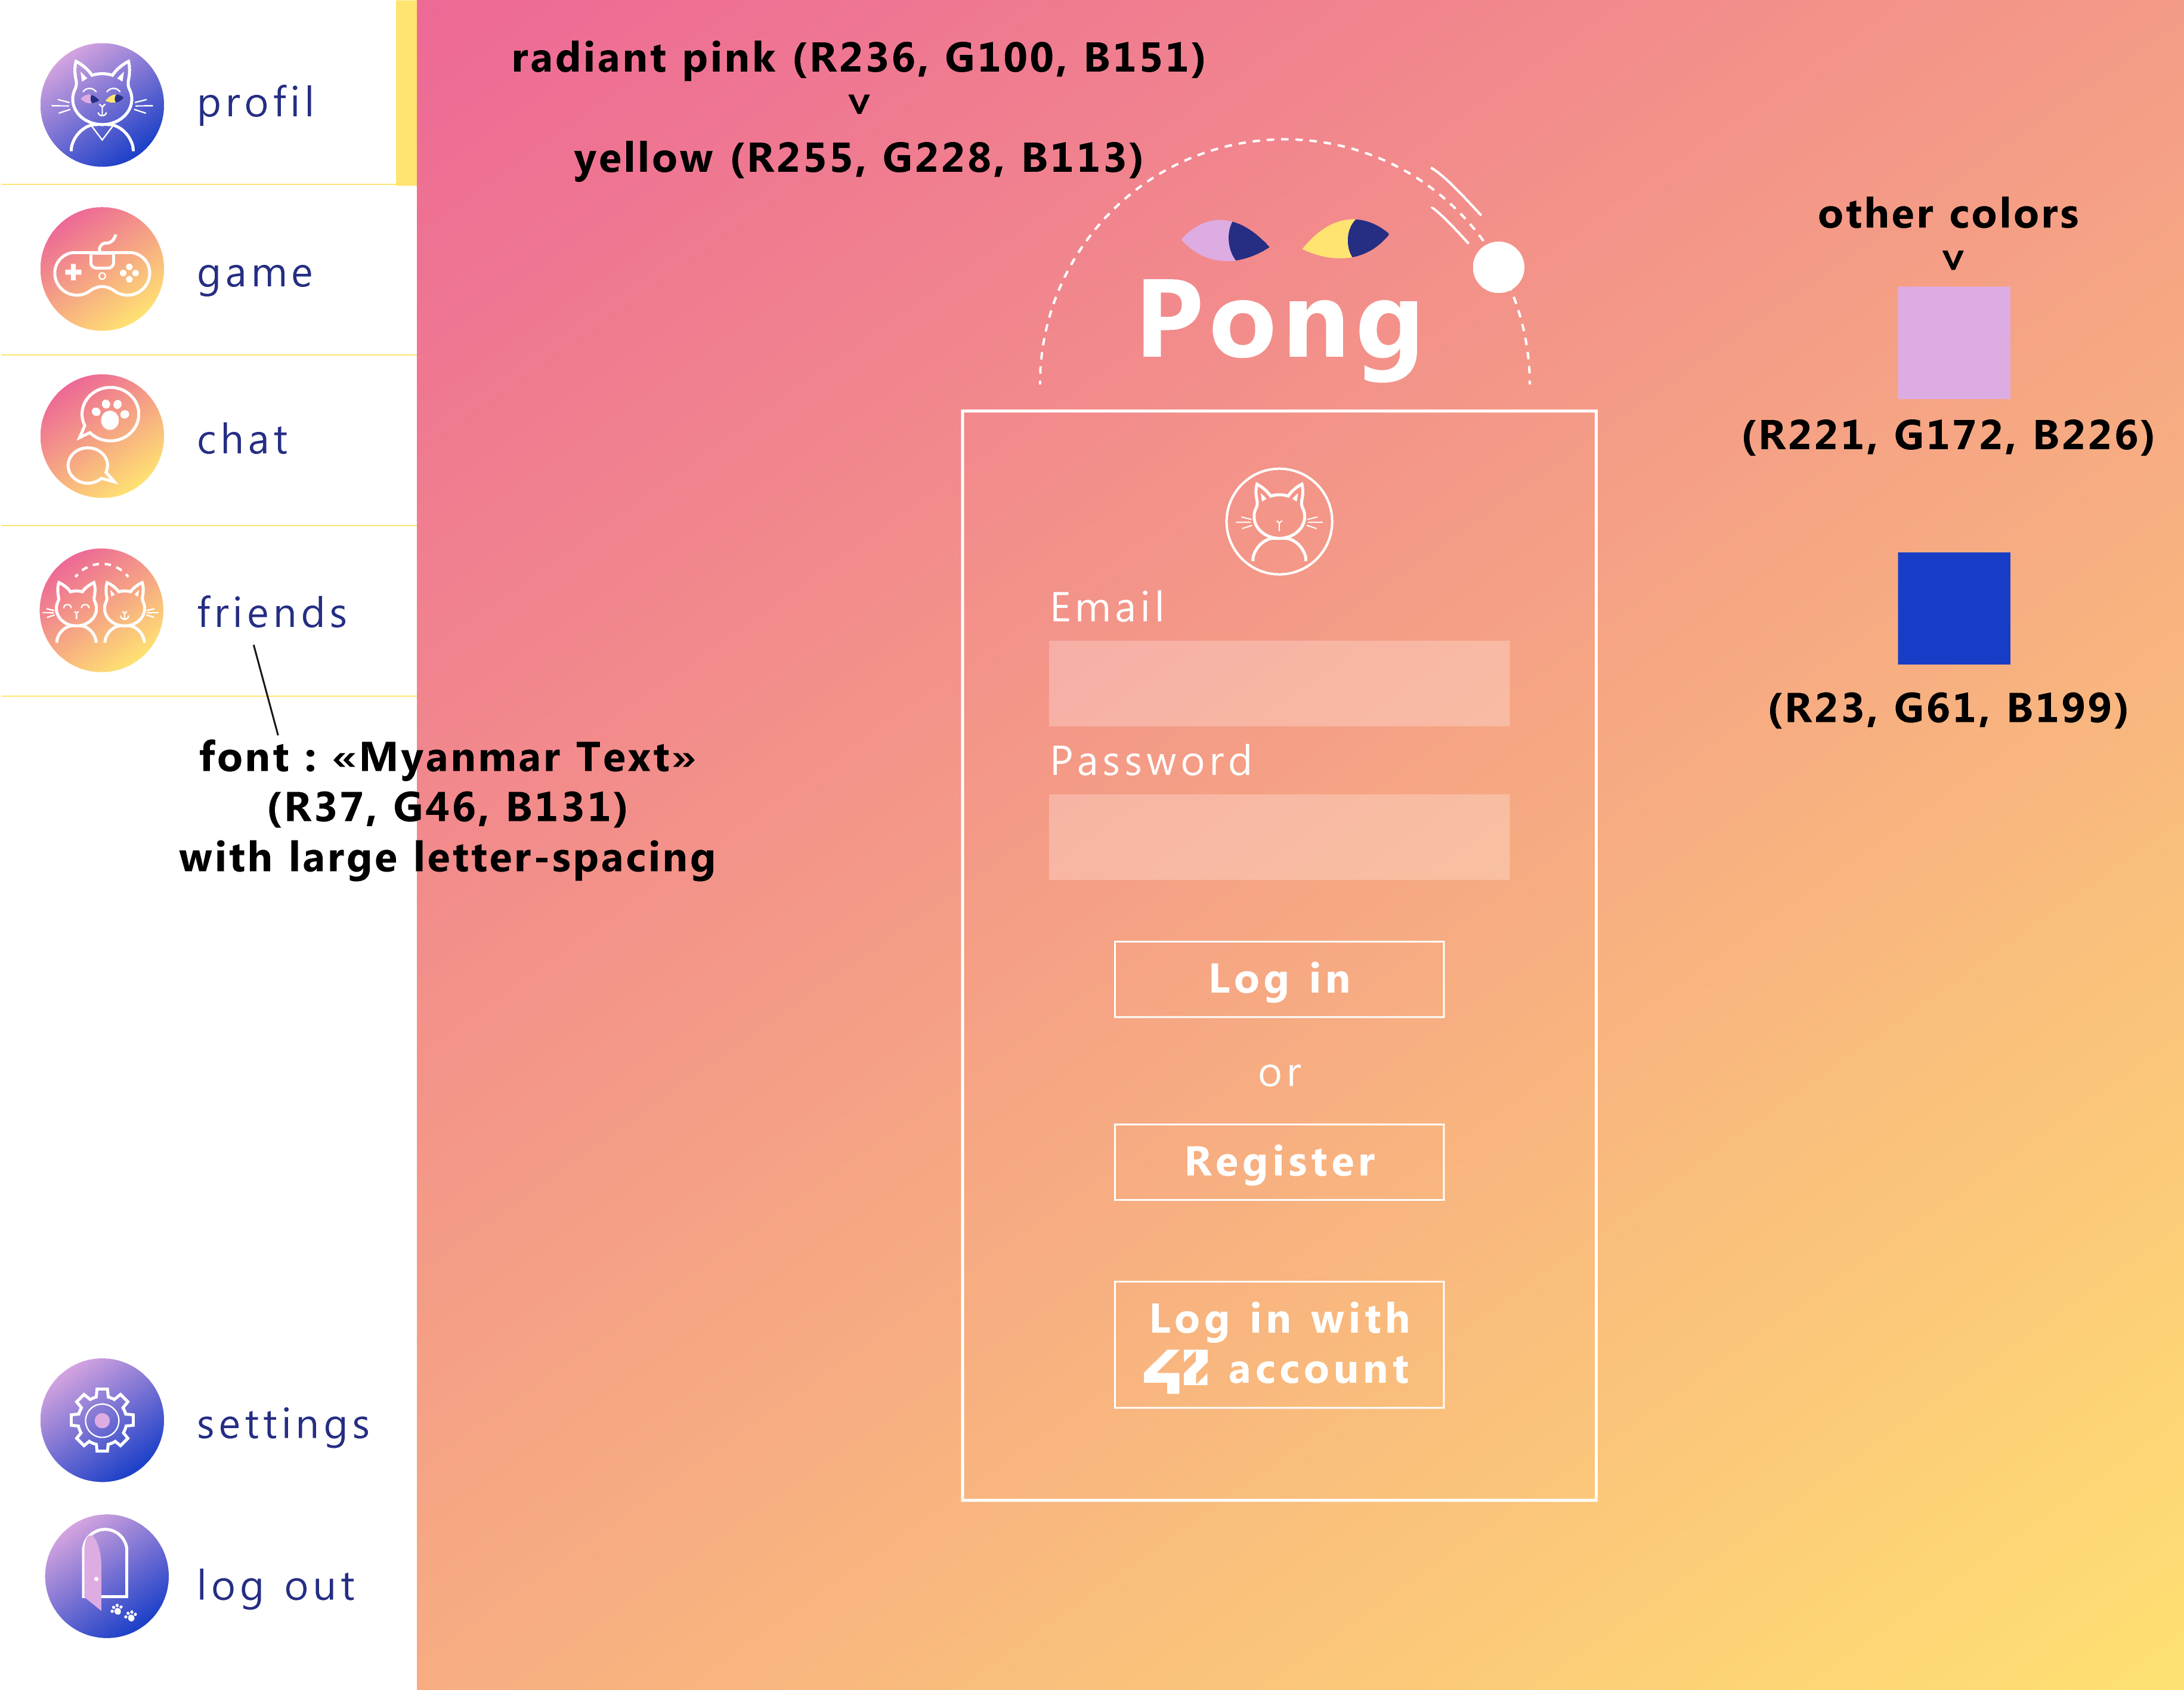 profil
game
chat
friends
font : «Myanmar Text»
(R37, G46, B131)
with large letter-spacing
settings
log out
radiant pink (R236, G100, B151)
v
yellow (R255, G228, B113)
Pong
Email
Password
Log in
or
Register
Log in with
42 account
other colors
v
(R221, G172, B226)
(R23, G61, B199)